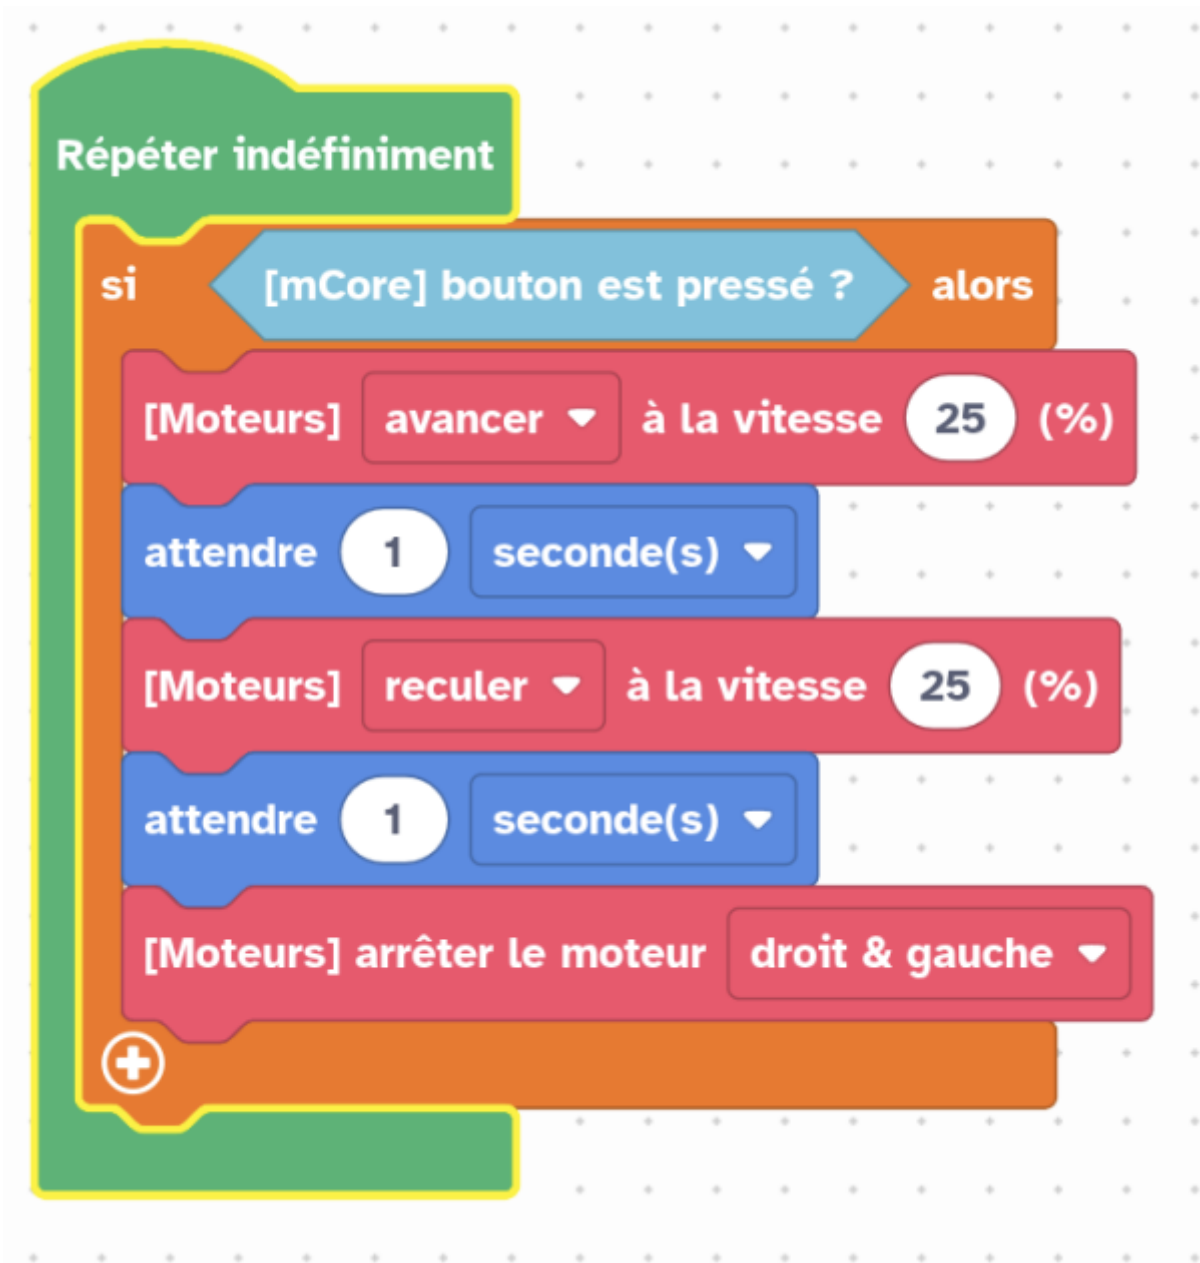 Répéter indéfiniment
si [mCore] bouton est pressé ? alors
[Moteurs] avancer à la vitesse 25 (%)
attendre 1 seconde(s)
[Moteurs] reculer à la vitesse 25 (%)
attendre 1 seconde(s)
[Moteurs] arrêter le moteur droit & gauche